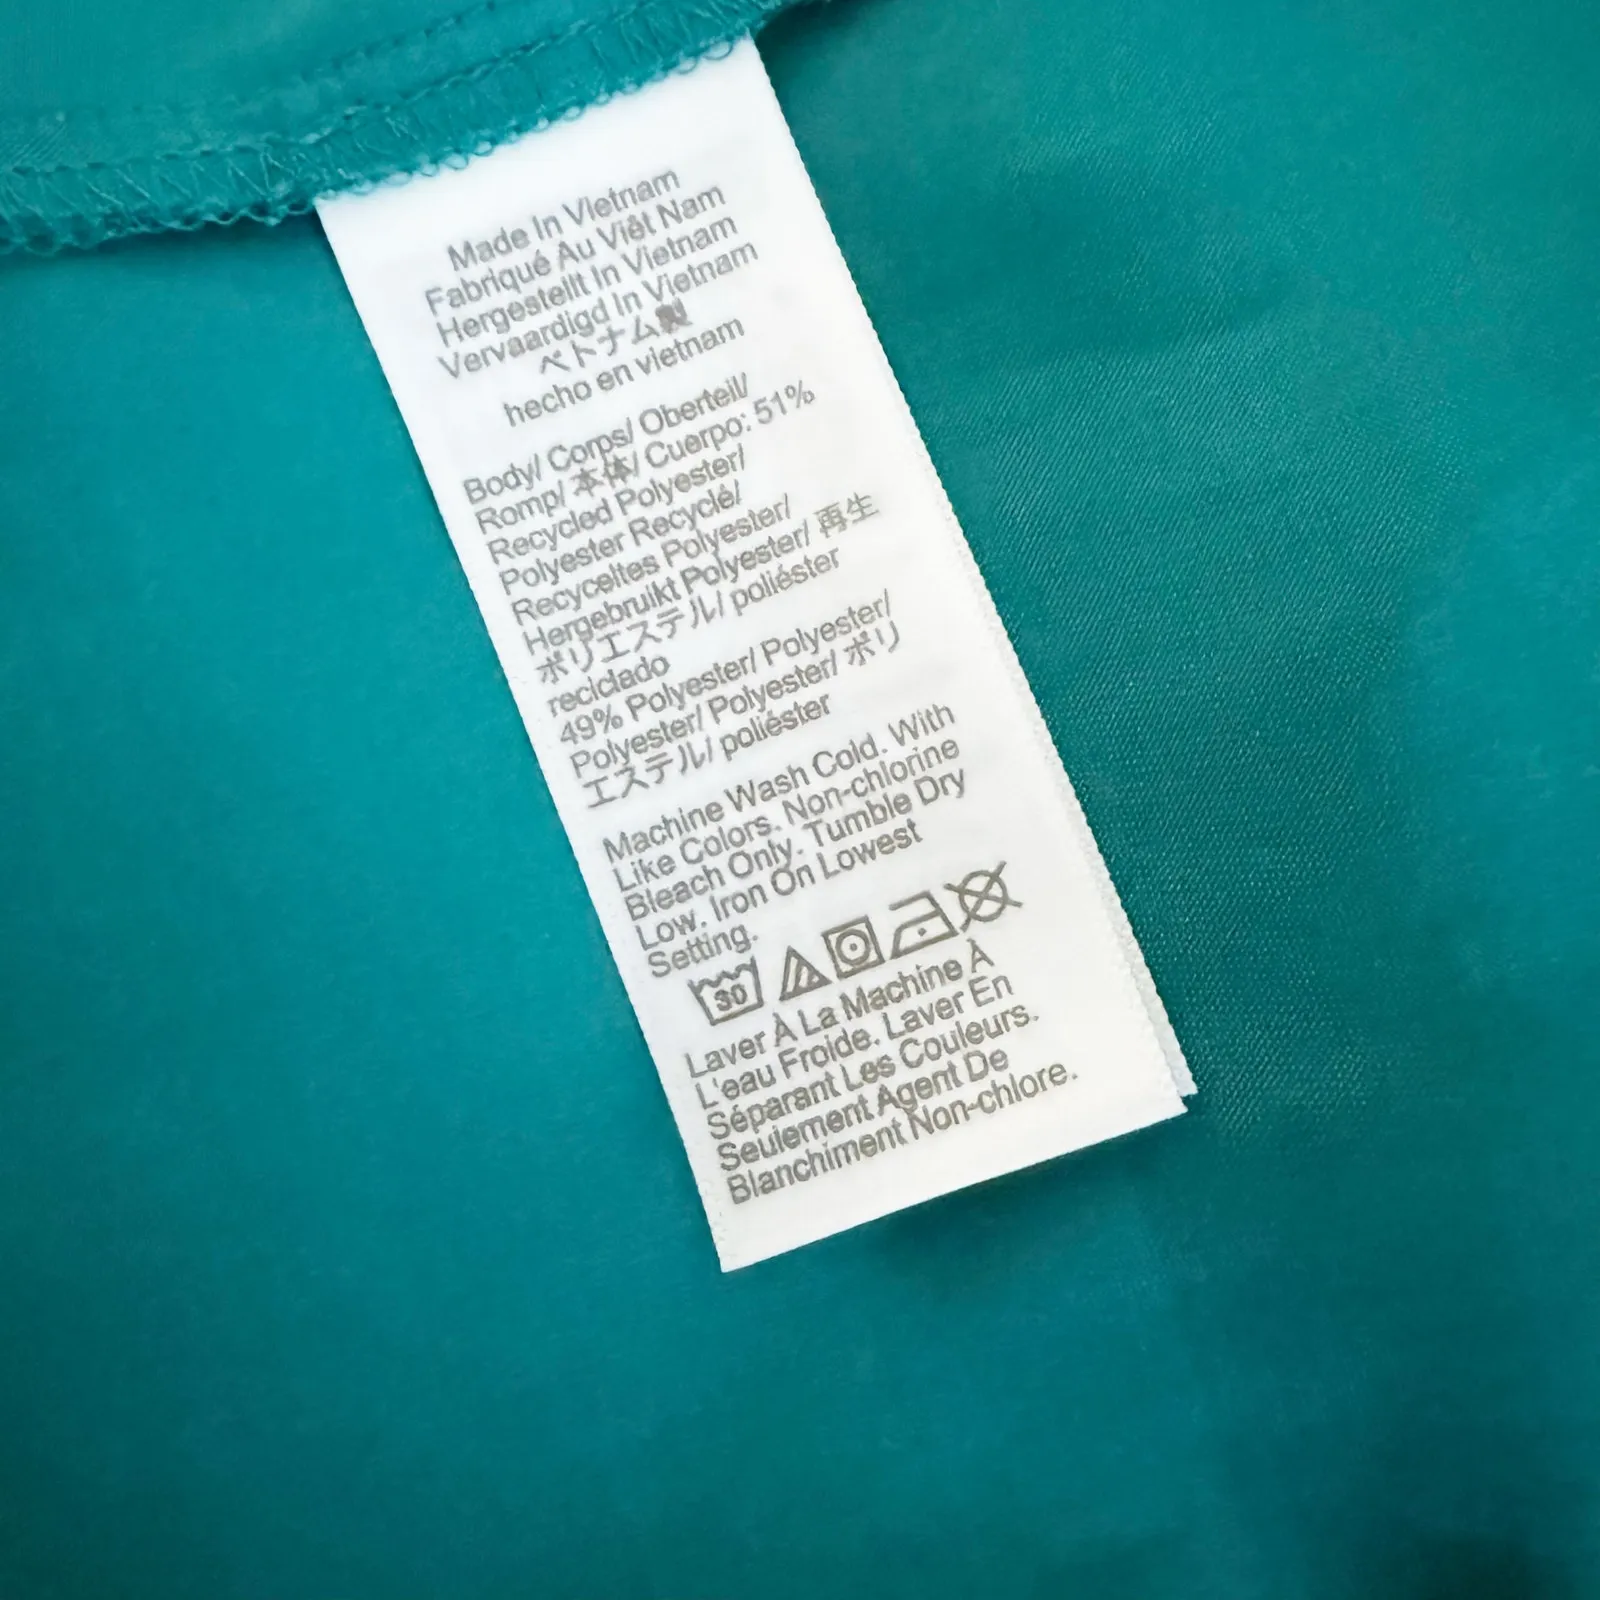 Made In Vietnam
Fabriqué Au Việt Nam
Hergestellt In Vietnam
Vervaardigd In Vietnam
ベトナム製
hecho en vietnam
Body/ Corps/ Oberteil/
Romp/ 本体/ Cuerpo: 51%
Recycled Polyester/
Polyester Recyclé/
Recyceltes Polyester/
Hergebruikt Polyester/ 再生
ポリエステル/ poliéster
reciclado
49% Polyester/ Polyester/
Polyester/ Polyester/ ポリ
エステル/ poliéster
Machine Wash Cold. With
Like Colors. Non-chlorine
Bleach Only. Tumble Dry
Low. Iron On Lowest
Setting.
30
Laver À La Machine À
L'eau Froide. Laver En
Séparant Les Couleurs.
Seulement Agent De
Blanchiment Non-chlore.